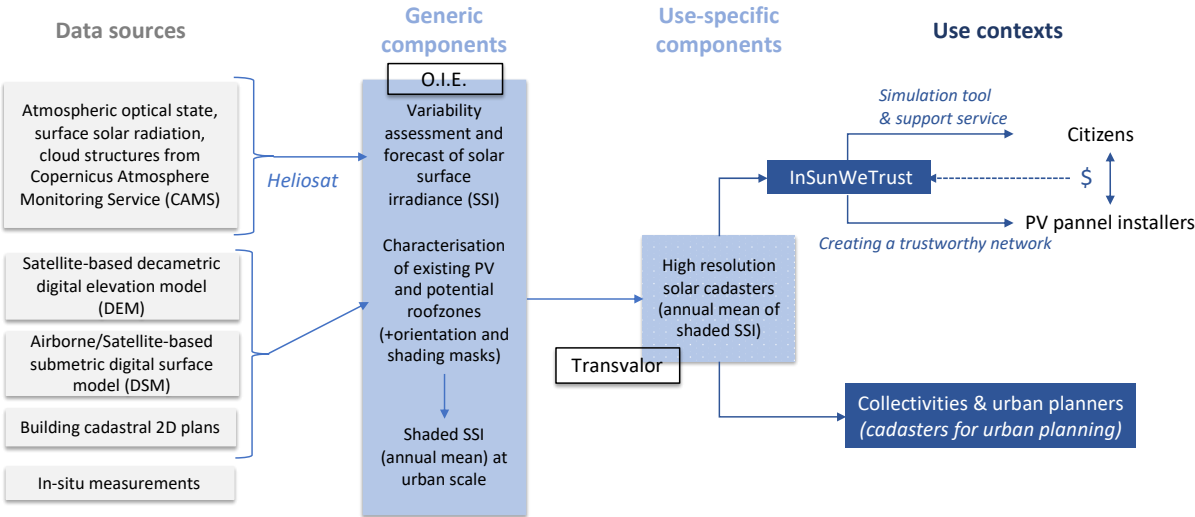 Data sources
Generic
components
Use-specific
components
Use contexts
Atmospheric optical state,
surface solar radiation,
cloud structures from
Copernicus Atmosphere
Monitoring Service (CAMS)
Heliosat
Satellite-based decametric
digital elevation model
(DEM)
Airborne/Satellite-based
submetric digital surface
model (DSM)
Building cadastral 2D plans
In-situ measurements
O.I.E.
Variability
assessment and
forecast of solar
surface
irradiance (SSI)
Characterisation
of existing PV
and potential
roofzones
(+orientation and
shading masks)
Shaded SSI
(annual mean) at
urban scale
High resolution
solar cadasters
(annual mean of
shaded SSI)
Transvalor
Simulation tool
& support service
Citizens
InSunWeTrust
$
PV pannel installers
Creating a trustworthy network
Collectivities & urban planners
(cadasters for urban planning)